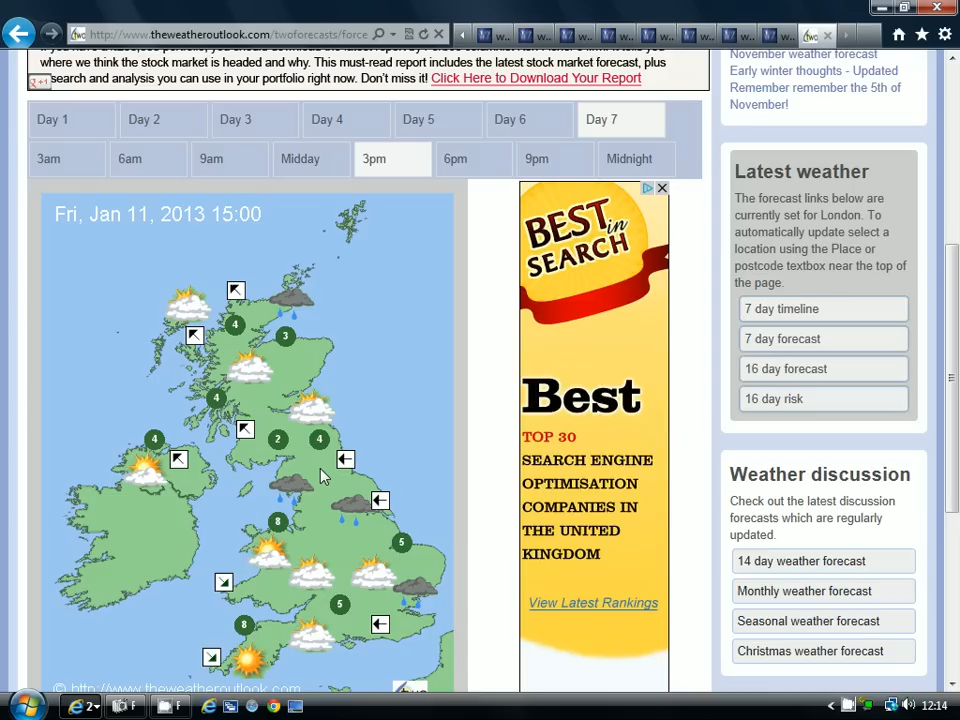 www.theweatheroutlook.com/twoforecasts/force
w...
w...
w...
w...
w...
w...
w...
w...
where we think the stock market is headed and why. This must-read report includes the latest stock market forecast, plus
search and analysis you can use in your portfolio right now. Don't miss it! Click Here to Download Your Report
+1
November weather forecast
Early winter thoughts - Updated
Remember remember the 5th of
November!
Day 1
Day 2
Day 3
Day 4
Day 5
Day 6
Day 7
3am
6am
9am
Midday
3pm
6pm
9pm
Midnight
Fri, Jan 11, 2013 15:00
4
3
4
4
2
4
8
5
5
8
© http://www.theweatheroutlook.com
BEST in
SEARCH
Best
TOP 30
SEARCH ENGINE
OPTIMISATION
COMPANIES IN
THE UNITED
KINGDOM
View Latest Rankings
Latest weather
The forecast links below are
currently set for London. To
automatically update select a
location using the Place or
postcode textbox near the top of
the page.
7 day timeline
7 day forecast
16 day forecast
16 day risk
Weather discussion
Check out the latest discussion
forecasts which are regularly
updated.
14 day weather forecast
Monthly weather forecast
Seasonal weather forecast
Christmas weather forecast
2
F
F
12:14